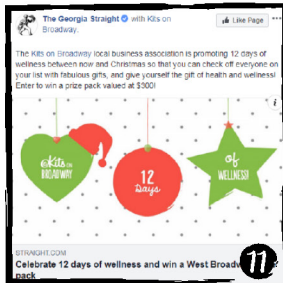 The Georgia Straight with Kits on
Broadway.
Like Page
The Kits on Broadway local business association is promoting 12 days of
wellness between now and Christmas so that you can check off everyone on
your list with fabulous gifts, and give yourself the gift of health and wellness!
Enter to win a prize pack valued at $300!
@Kits on
BROADWAY
12
Days
of
WELLNESS!
STRAIGHT.COM
Celebrate 12 days of wellness and win a West
pack
11